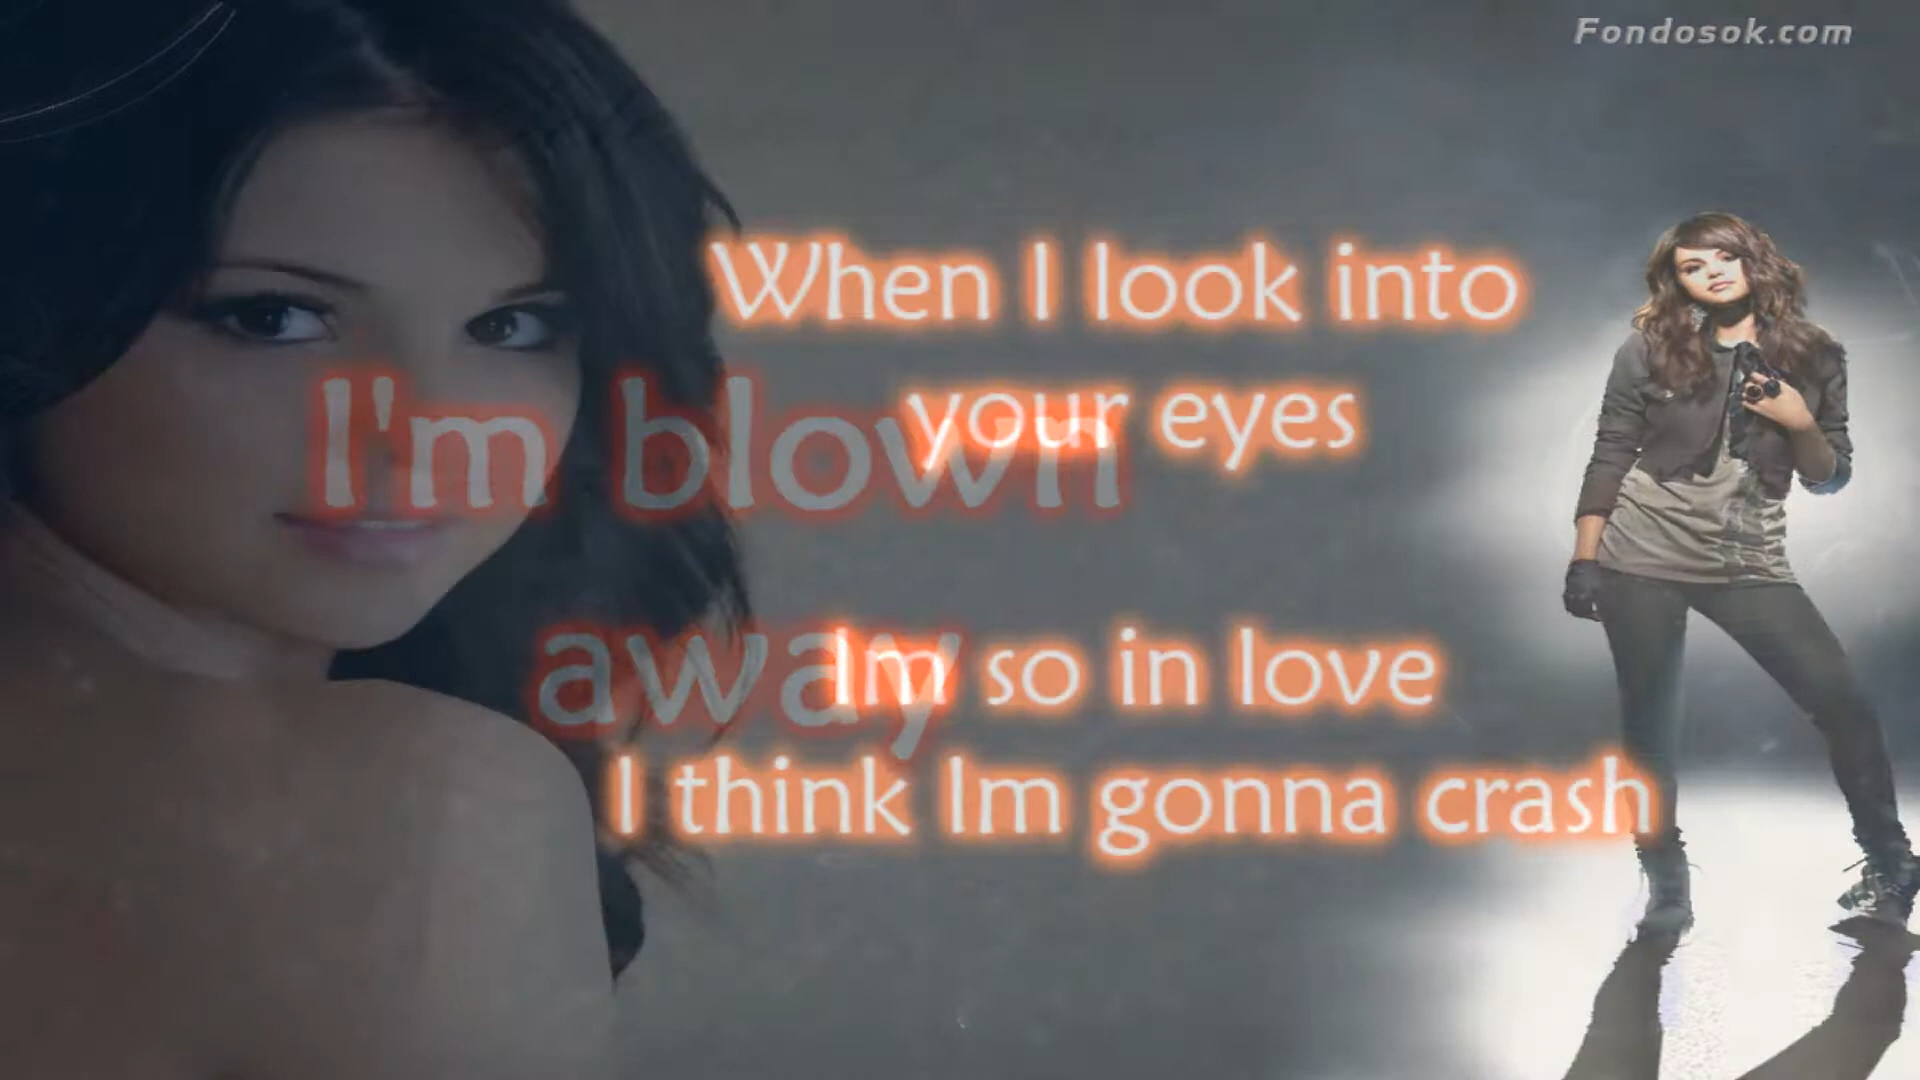 Fondosok.com
When I look into
your eyes
I'm blown
away
Im so in love
I think Im gonna crash